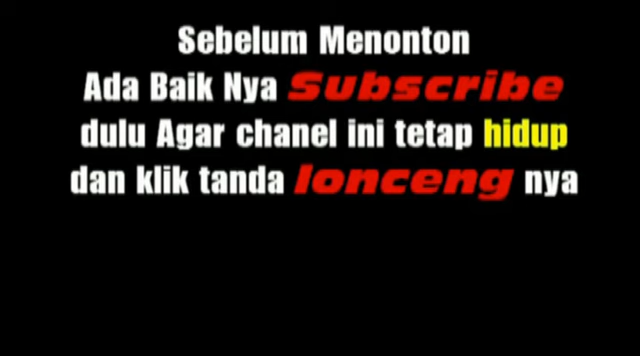 Sebelum Menonton
Ada Baik Nya Subscribe
dulu Agar chanel ini tetap hidup
dan klik tanda lonceng nya